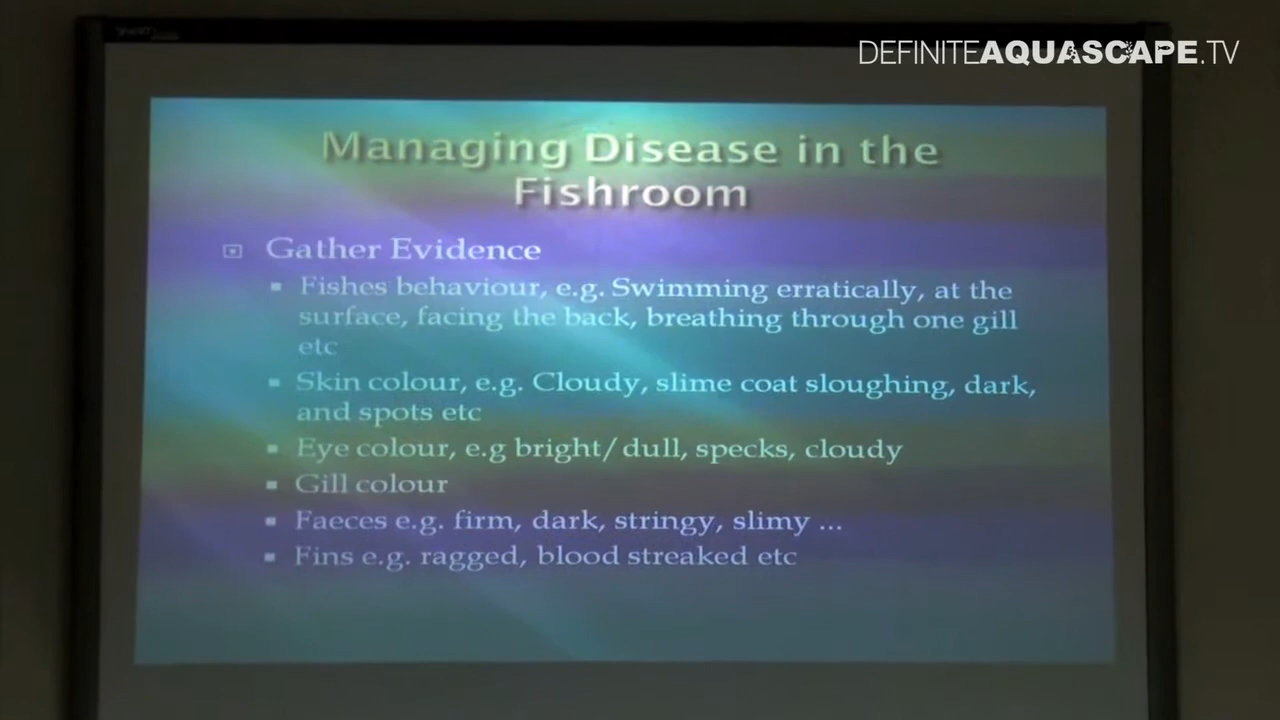 DEFINITEAQUASCAPE.TV
Managing Disease in the
Fishroom
Gather Evidence
Fishes behaviour, e.g. Swimming erratically, at the
surface, facing the back, breathing through one gill
etc
Skin colour, e.g. Cloudy, slime coat sloughing, dark,
and spots etc
Eye colour, e.g bright/dull, specks, cloudy
Gill colour
Faeces e.g. firm, dark, stringy, slimy ...
Fins e.g. ragged, blood streaked etc